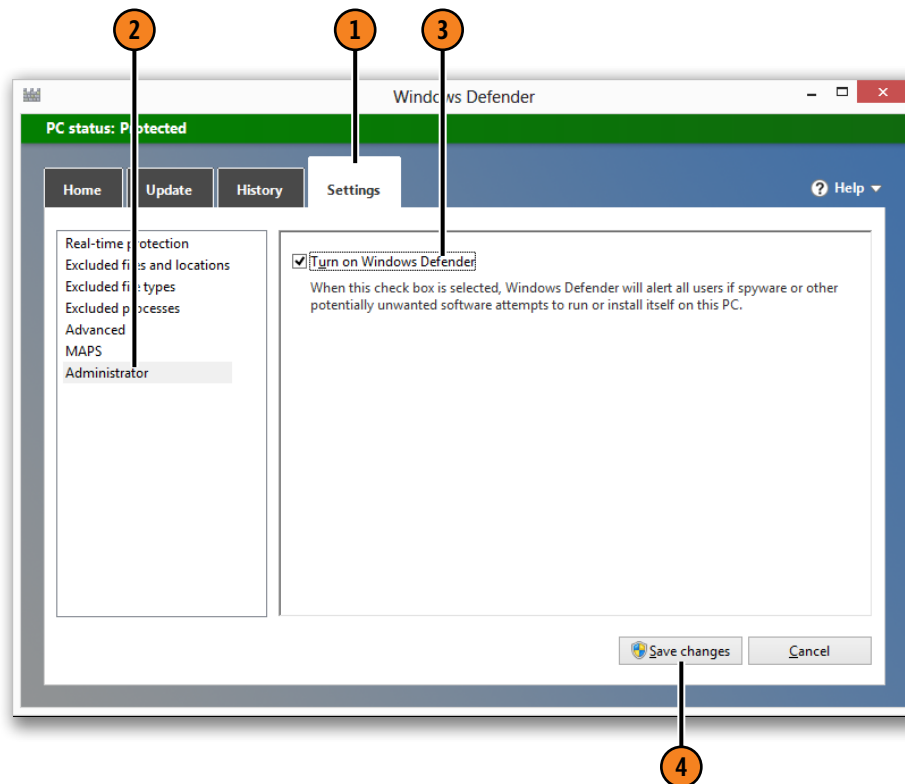 2
1
3
Windows Defender
PC status: Protected
Home
Update
History
Settings
? Help
Real-time protection
Excluded files and locations
Excluded file types
Excluded processes
Advanced
MAPS
Administrator
Turn on Windows Defender
When this check box is selected, Windows Defender will alert all users if spyware or other
potentially unwanted software attempts to run or install itself on this PC.
Save changes
Cancel
4